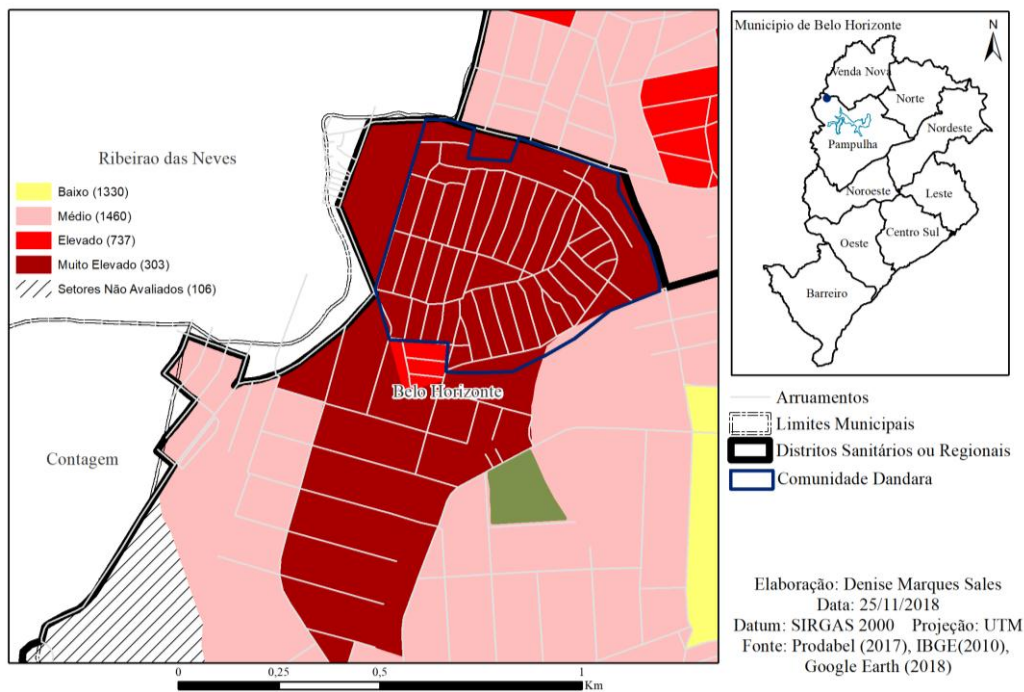 Ribeirao das Neves
Baixo (1330)
Médio (1460)
Elevado (737)
Muito Elevado (303)
Setores Não Avaliados (106)
Belo Horizonte
Contagem
0 0,25 0,5 1
Km
Município de Belo Horizonte
N
Venda Nova
Norte
Nordeste
Pampulha
Noroeste
Leste
Centro Sul
Oeste
Barreiro
Arruamentos
Limites Municipais
Distritos Sanitários ou Regionais
Comunidade Dandara
Elaboração: Denise Marques Sales
Data: 25/11/2018
Datum: SIRGAS 2000 Projeção: UTM
Fonte: Prodabel (2017), IBGE(2010),
Google Earth (2018)